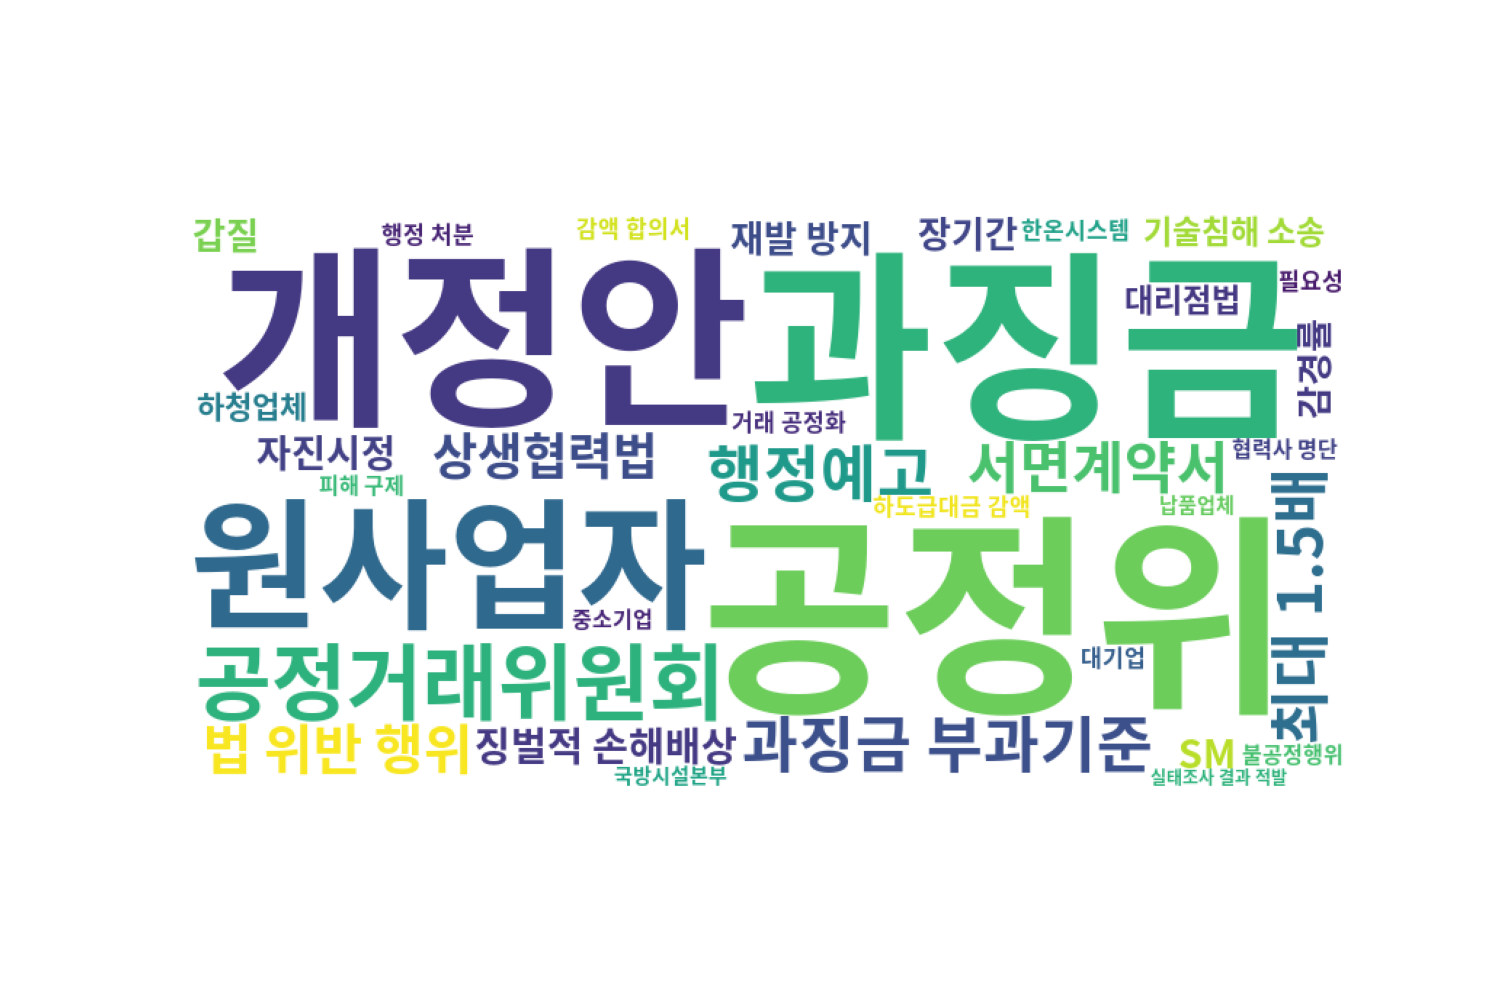 갑질
행정 처분
감액 합의서
재발 방지
장기간
한온시스템
기술침해 소송
개정안
과징금
필요성
대리점법
감경률
하청업체
거래 공정화
자진시정
상생협력법
행정예고
서면계약서
협력사 명단
피해 구제
하도급대금 감액
납품업체
최대 1.5배
원사업자
공정위
중소기업
대기업
공정거래위원회
법 위반 행위
징벌적 손해배상
과징금 부과기준
SM
불공정행위
국방시설본부
실태조사 결과 적발